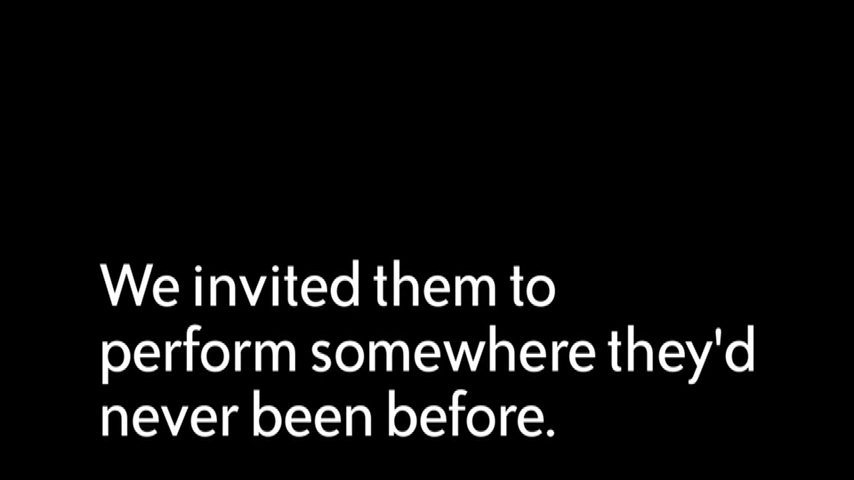 We invited them to
perform somewhere they'd
never been before.